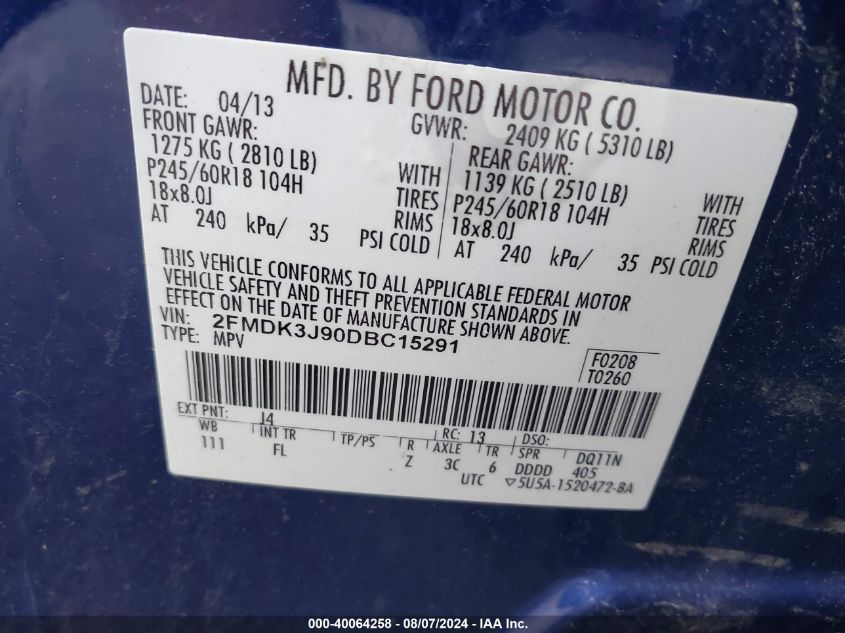 MFD. BY FORD MOTOR CO.
DATE: 04/13 GVWR: 2409 KG ( 5310 LB)
FRONT GAWR: REAR GAWR:
1275 KG ( 2810 LB) WITH 1139 KG ( 2510 LB) WITH
P245/60R18 104H TIRES P245/60R18 104H TIRES
18x8.0J RIMS 18x8.0J RIMS
AT 240 kPa/ 35 PSI COLD AT 240 kPa/ 35 PSI COLD
THIS VEHICLE CONFORMS TO ALL APPLICABLE FEDERAL MOTOR
VEHICLE SAFETY AND THEFT PREVENTION STANDARDS IN
EFFECT ON THE DATE OF MANUFACTURE SHOWN ABOVE.
VIN: 2FMDK3J90DBC15291
TYPE: MPV
F0208
T0260
EXT PNT: J4 RC: 13 DSO:
WB INT TR TP/PS R AXLE TR SPR DQ11N
111 FL Z 3C 6 DDDD 405
UTC ▽5U5A-1520472-BA
000-40064258 - 08/07/2024 - IAA Inc.